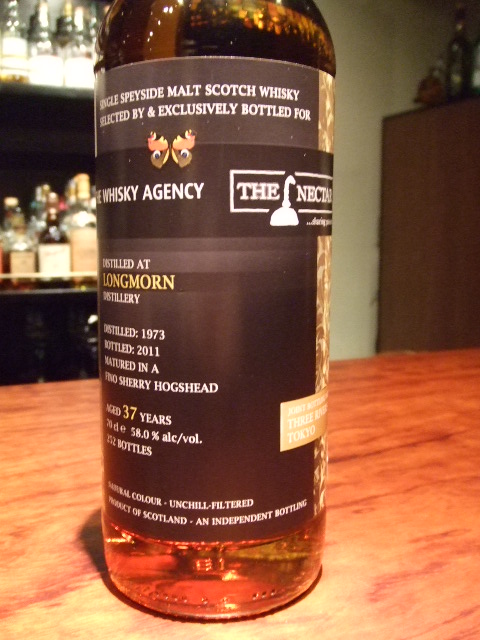 SINGLE SPEYSIDE MALT SCOTCH WHISKY
SELECTED BY & EXCLUSIVELY BOTTLED FOR
E WHISKY AGENCY
THE NECTAR
DISTILLED AT
LONGMORN
DISTILLERY
DISTILLED: 1973
BOTTLED: 2011
MATURED IN A
FINO SHERRY HOGSHEAD
AGED 37 YEARS
70 cl e 58.0 % alc/vol.
252 BOTTLES
JOINT BOTTLING
THREE RIVERS
TOKYO
NATURAL COLOUR - UNCHILL-FILTERED
PRODUCT OF SCOTLAND - AN INDEPENDENT BOTTLING